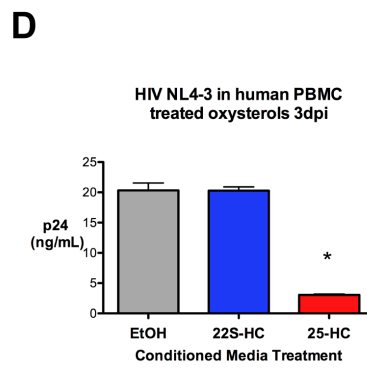 D
HIV NL4-3 in human PBMC
treated oxysterols 3dpi
p24
(ng/mL)
25
20
15
10
5
0
*
EtOH 22S-HC 25-HC
Conditioned Media Treatment